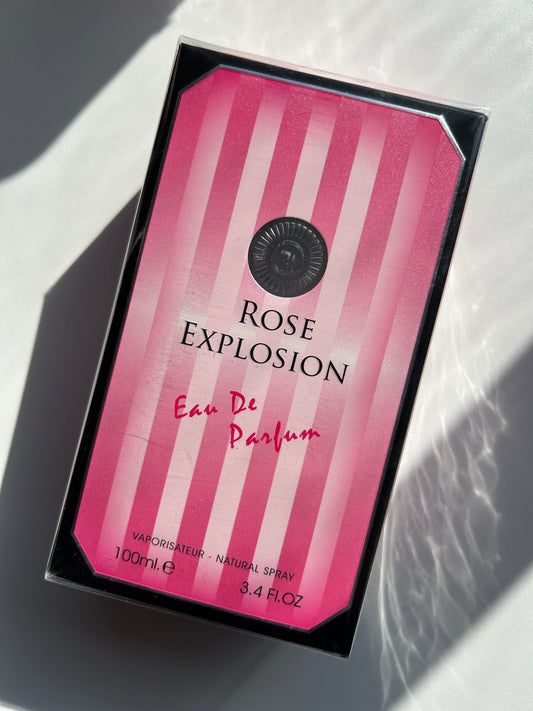 ROSE
EXPLOSION
Eau De
Parfum
VAPORISATEUR - NATURAL SPRAY
100ml. e
3.4 Fl.OZ